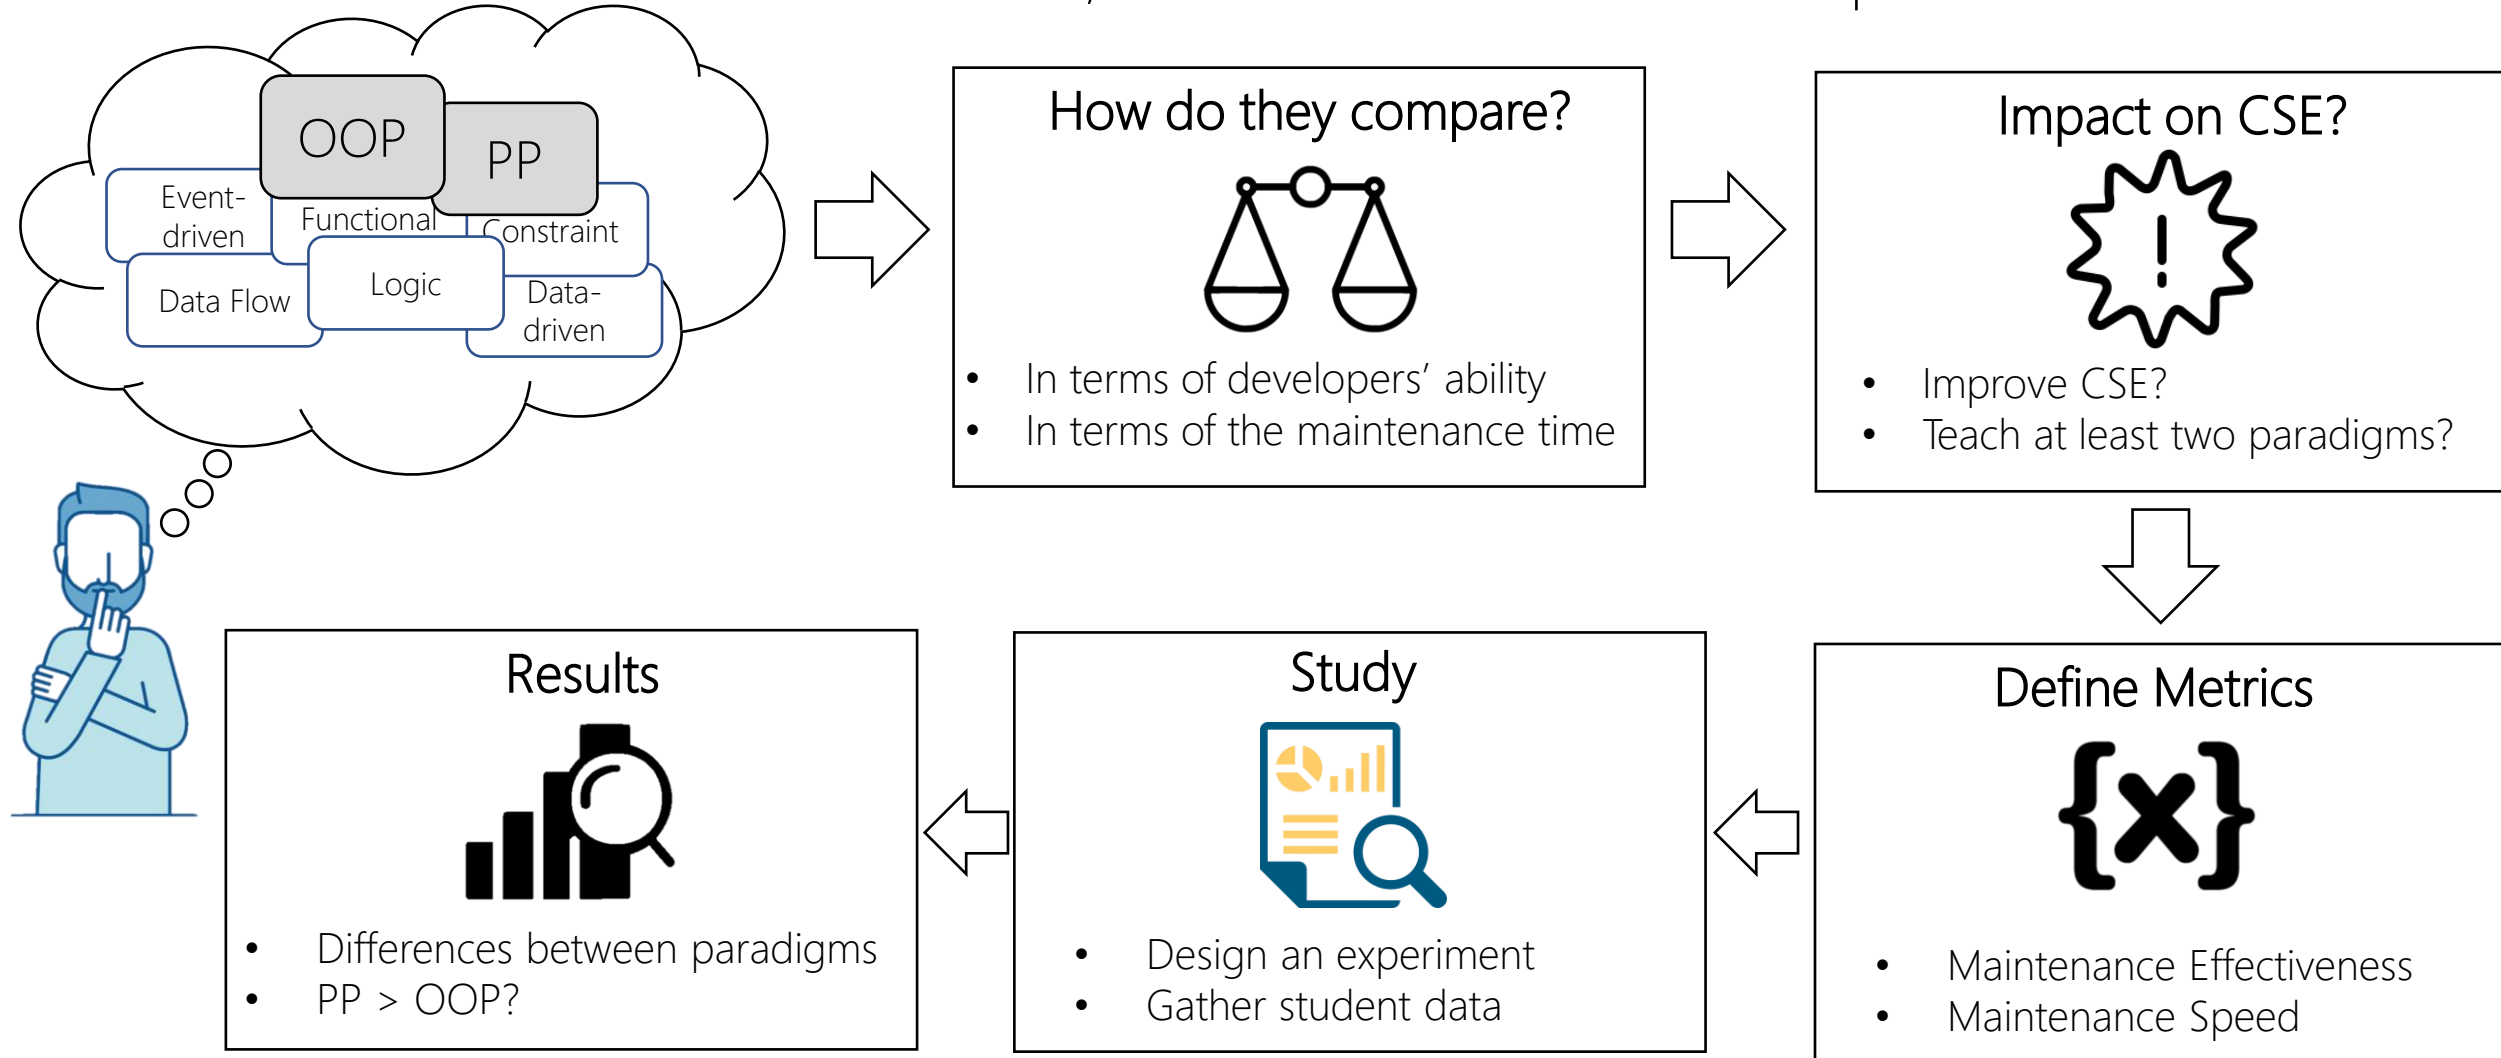 OOP
PP
Event-
driven
Functional
Constraint
Data Flow
Logic
Data-
driven
How do they compare?
• In terms of developers’ ability
• In terms of the maintenance time
Impact on CSE?
• Improve CSE?
• Teach at least two paradigms?
Results
• Differences between paradigms
• PP > OOP?
Study
• Design an experiment
• Gather student data
Define Metrics
{x}
• Maintenance Effectiveness
• Maintenance Speed